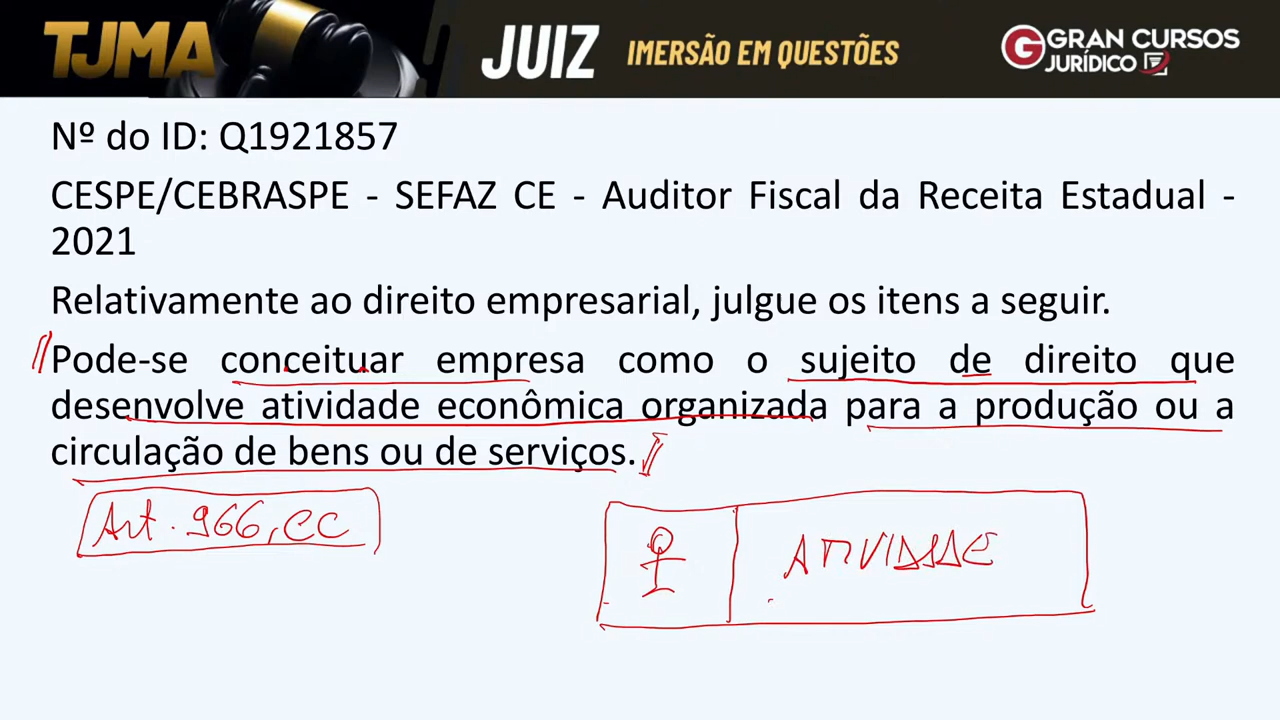 TJMA
JUIZ
IMERSÃO EM QUESTÕES
GRAN CURSOS
JURÍDICO
Nº do ID: Q1921857
CESPE/CEBRASPE - SEFAZ CE - Auditor Fiscal da Receita Estadual -
2021
Relativamente ao direito empresarial, julgue os itens a seguir.
Pode-se conceituar empresa como o sujeito de direito que
desenvolve atividade econômica organizada para a produção ou a
circulação de bens ou de serviços.
Art. 966, CC
ATIVIDADE